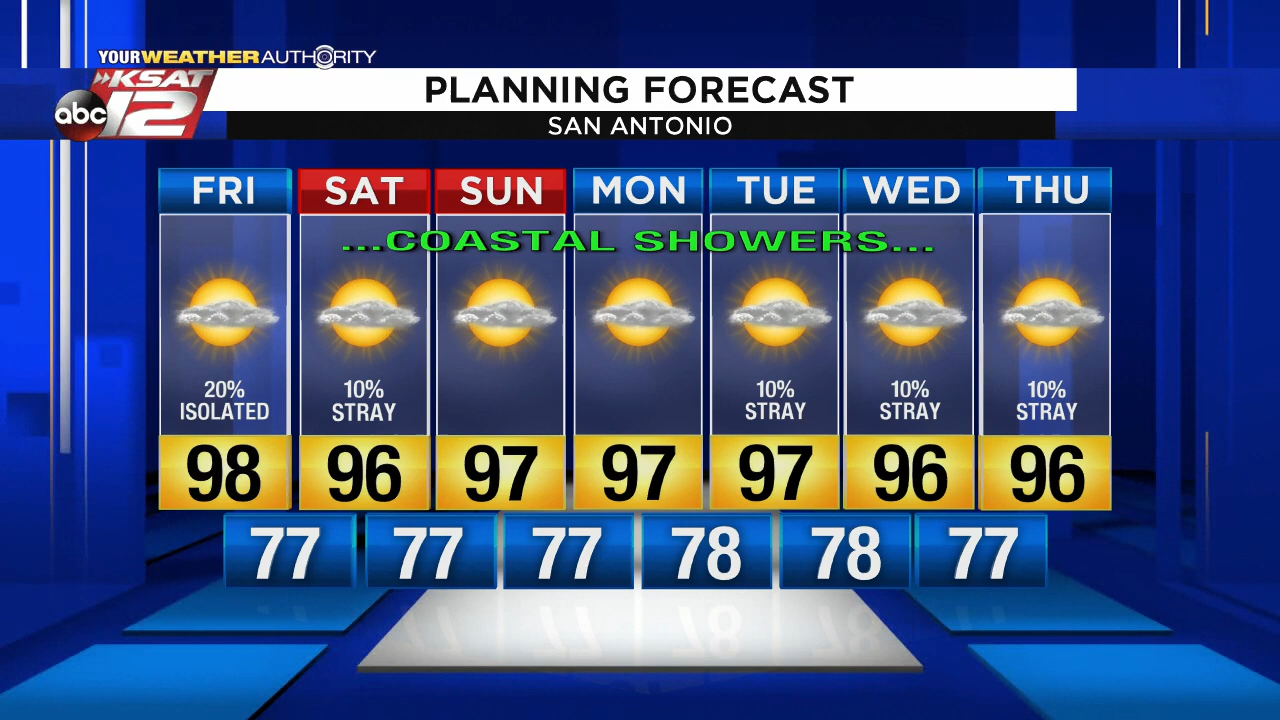 YOURWEATHERAUTHORITY
KSAT
abc 12
PLANNING FORECAST
SAN ANTONIO
FRI SAT SUN MON TUE WED THU
...COASTAL SHOWERS...
20% 10% 10% 10% 10%
ISOLATED STRAY STRAY STRAY STRAY
98 96 97 97 97 96 96
77 77 77 78 78 77